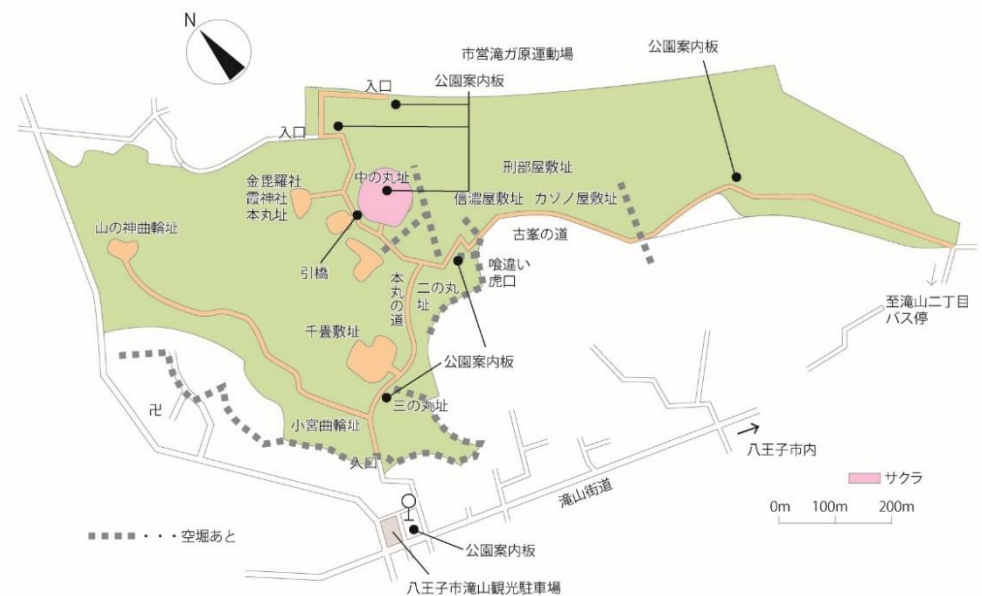 N
市営滝ガ原運動場
公園案内板
公園案内板
入口
入口
金毘羅社
霞神社
本丸址
中の丸址
刑部屋敷址
信濃屋敷址
カゾノ屋敷址
山の神曲輪址
古峯の道
引橋
喰違い
虎口
本丸の道
二の丸
址
至滝山二丁目
バス停
千畳敷址
公園案内板
三の丸址
小宮曲輪址
卍
入口
八王子市内
滝山街道
サクラ
0m 100m 200m
・・・空堀あと
公園案内板
八王子市滝山観光駐車場